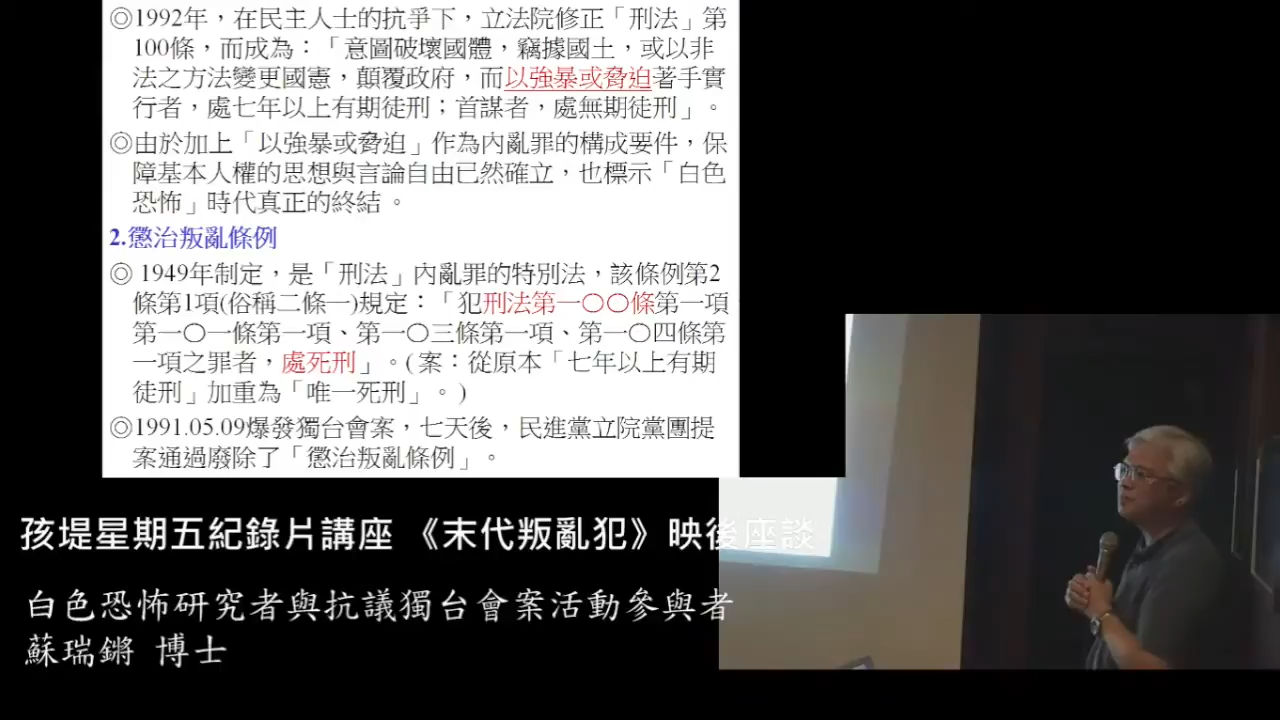 ◎1992年，在民主人士的抗爭下，立法院修正「刑法」第
100條，而成為：「意圖破壞國體，竊據國土，或以非
法之方法變更國憲，顛覆政府，而以強暴或脅迫著手實
行者，處七年以上有期徒刑；首謀者，處無期徒刑」。
◎由於加上「以強暴或脅迫」作為內亂罪的構成要件，保
障基本人權的思想與言論自由已然確立，也標示「白色
恐怖」時代真正的終結。
2.懲治叛亂條例
◎ 1949年制定，是「刑法」內亂罪的特別法，該條例第2
條第1項(俗稱二條一)規定：「犯刑法第一〇〇條第一項
第一〇一條第一項、第一〇三條第一項、第一〇四條第
一項之罪者，處死刑」。( 案：從原本「七年以上有期
徒刑」加重為「唯一死刑」。)
◎1991.05.09爆發獨台會案，七天後，民進黨立院黨團提
案通過廢除了「懲治叛亂條例」。
孩堤星期五紀錄片講座 《末代叛亂犯》映後座談
白色恐怖研究者與抗議獨台會案活動參與者
蘇瑞鏘 博士